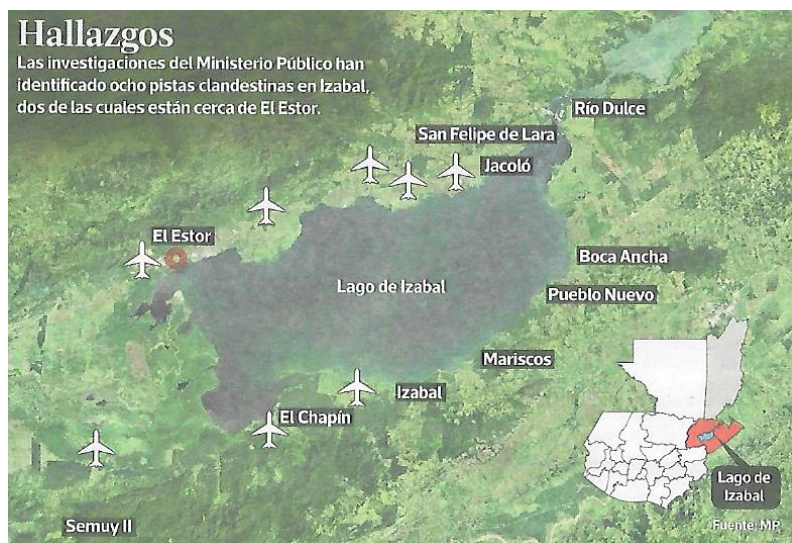 Hallazgos
Las investigaciones del Ministerio Público han
identificado ocho pistas clandestinas en Izabal,
dos de las cuales están cerca de El Estor.
Río Dulce
San Felipe de Lara
Jacoló
El Estor
Boca Ancha
Lago de Izabal
Pueblo Nuevo
Mariscos
Izabal
El Chapín
Lago de
Izabal
Semuy II
Fuente: MP